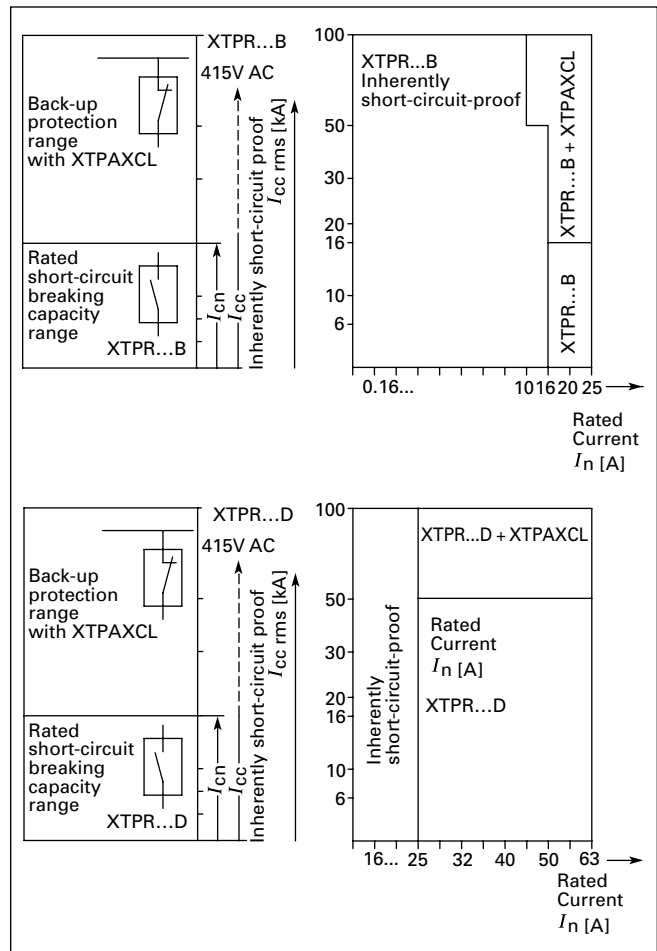 XTPR...B
415V AC
Back-up
protection
range
with XTPAXCL
Rated
short-circuit
breaking
capacity
range
XTPR...B
Icn
Icc
Inherently short-circuit proof
Icc rms [kA]
100
50
30
20
16
10
6
XTPR...B
Inherently
short-circuit-proof
XTPR...B + XTPAXCL
XTPR...B
0.16...
10 16 20 25
Rated
Current
In [A]
XTPR...D
415V AC
Back-up
protection
range
with XTPAXCL
Rated
short-circuit
breaking
capacity
range
XTPR...D
Icn
Icc
Inherently short-circuit proof
Icc rms [kA]
100
50
30
20
16
10
6
Inherently
short-circuit-proof
XTPR...D + XTPAXCL
Rated
Current
In [A]
XTPR...D
16... 25 32 40 50 63
Rated
Current
In [A]